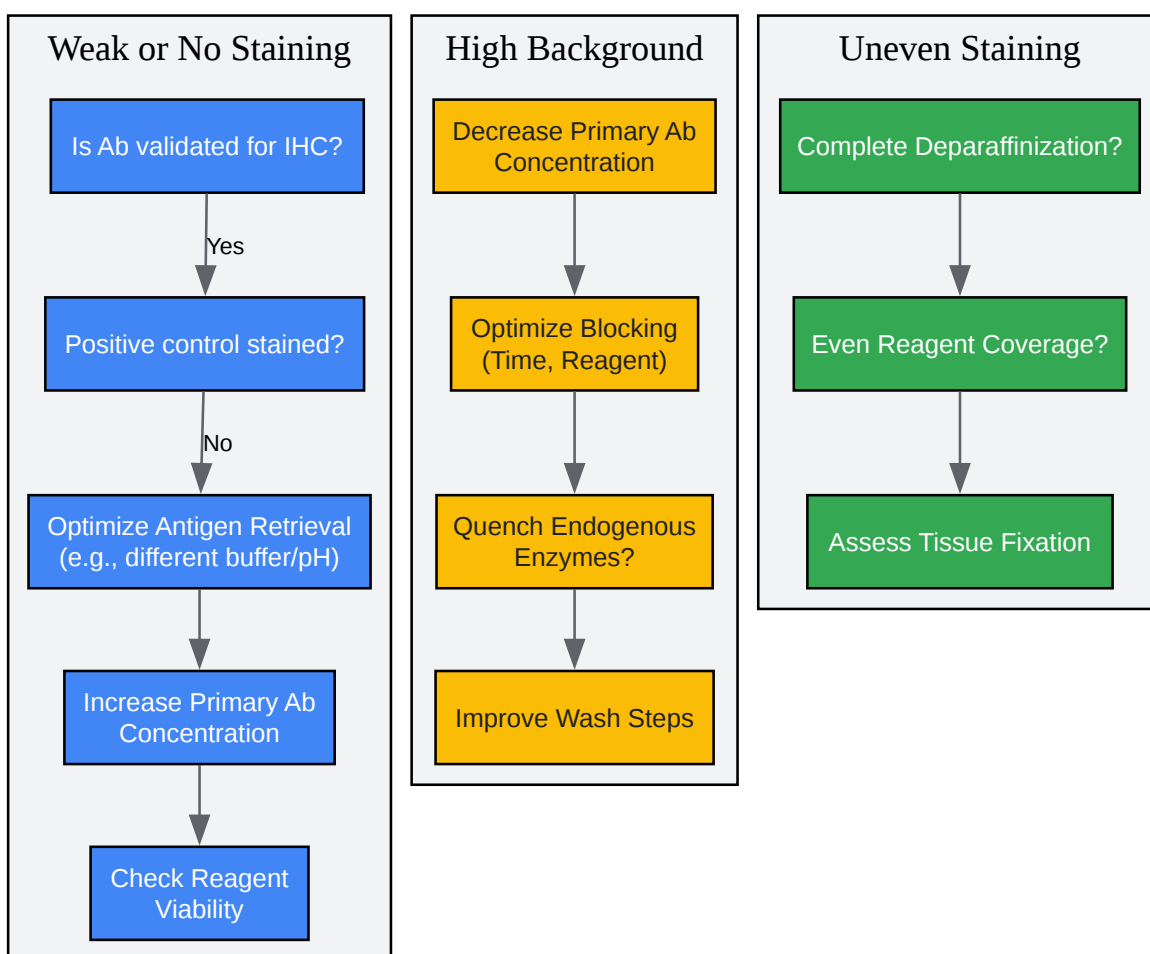 Weak or No Staining
Is Ab validated for IHC?
Yes
Positive control stained?
No
Optimize Antigen Retrieval
(e.g., different buffer/pH)
Increase Primary Ab
Concentration
Check Reagent
Viability
High Background
Decrease Primary Ab
Concentration
Optimize Blocking
(Time, Reagent)
Quench Endogenous
Enzymes?
Improve Wash Steps
Uneven Staining
Complete Deparaffinization?
Even Reagent Coverage?
Assess Tissue Fixation